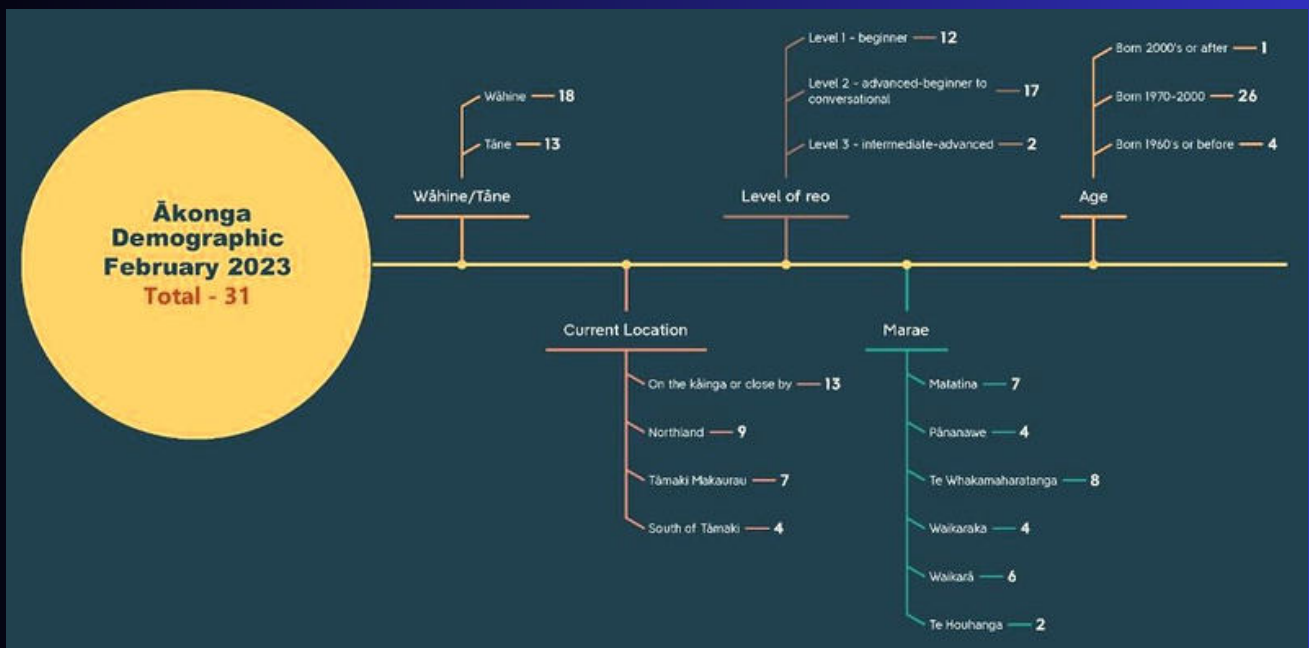 Ākonga
Demographic
February 2023
Total - 31
Wāhine 18
Tāne 13
Wāhine/Tāne
Level 1 - beginner 12
Level 2 - advanced-beginner to
conversational 17
Level 3 - intermediate-advanced 2
Level of reo
Born 2000's or after 1
Born 1970-2000 26
Born 1960's or before 4
Age
Current Location
On the kāinga or close by 13
Northland 9
Tāmaki Makaurau 7
South of Tāmaki 4
Marae
Matatina 7
Pānanawe 4
Te Whakamaharatanga 8
Waikaraka 4
Waikarā 6
Te Houhanga 2